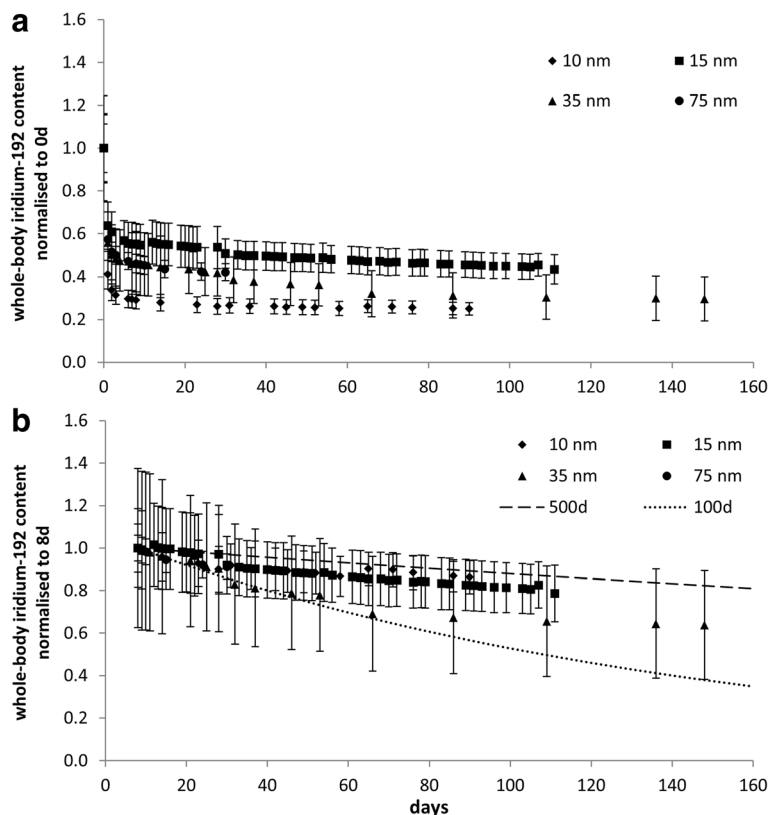 a
1.6
1.4
1.2
1.0
0.8
0.6
0.4
0.2
0.0
whole-body iridium-192 content
normalised to 0d
10 nm 15 nm
35 nm 75 nm
0 20 40 60 80 100 120 140 160
b
1.6
1.4
1.2
1.0
0.8
0.6
0.4
0.2
0.0
whole-body iridium-192 content
normalised to 8d
10 nm 15 nm
35 nm 75 nm
500d 100d
0 20 40 60 80 100 120 140 160
days